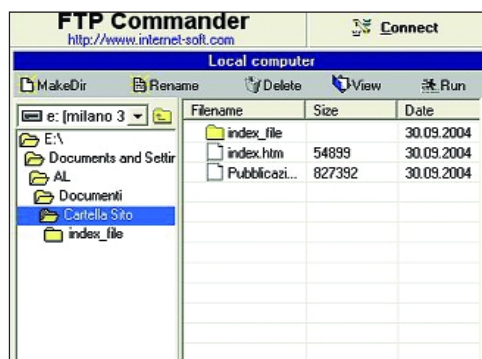 FTP Commander
http://www.internet-soft.com
Connect
Local computer
MakeDir Rename Delete View Run
e: [milano 3
Filename Size Date
E:\
Documents and Settir
AL
Documenti
Cartella Sito
index_file
index_file 30.09.2004
index.htm 54899 30.09.2004
Pubblicazi... 827392 30.09.2004